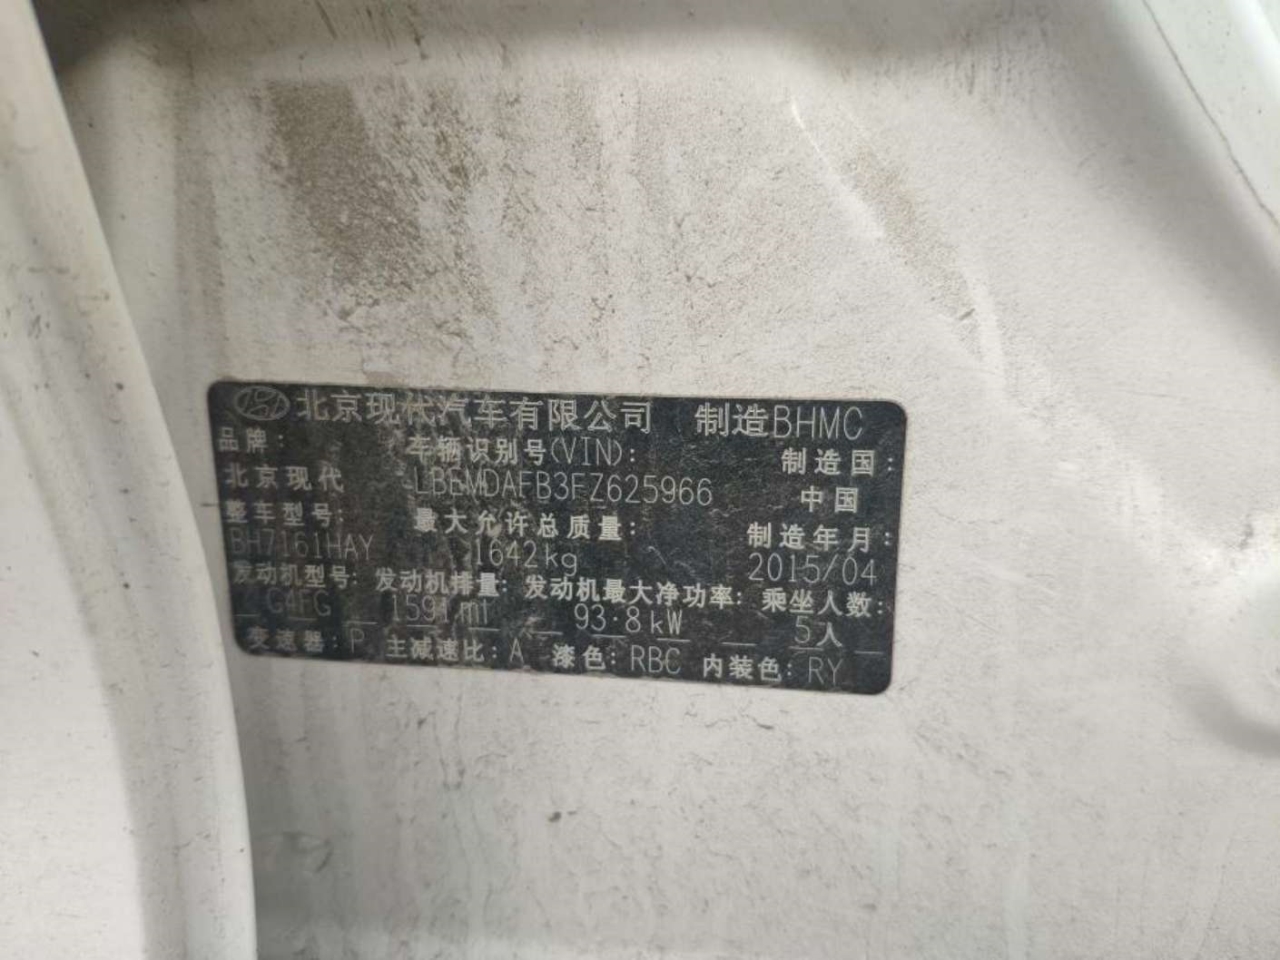 北京现代汽车有限公司 制造BHMC
品牌： 车辆识别号(VIN)： 制造国：
北京现代 LBEMDAFB3FZ625966 中国
整车型号： 最大允许总质量： 制造年月：
BH7161HAY 1642kg 2015/04
发动机型号： 发动机排量： 发动机最大净功率： 乘坐人数：
G4FG 1591ml 93.8kW 5人
变速器：P 主减速比：A 漆色：RBC 内装色：RY